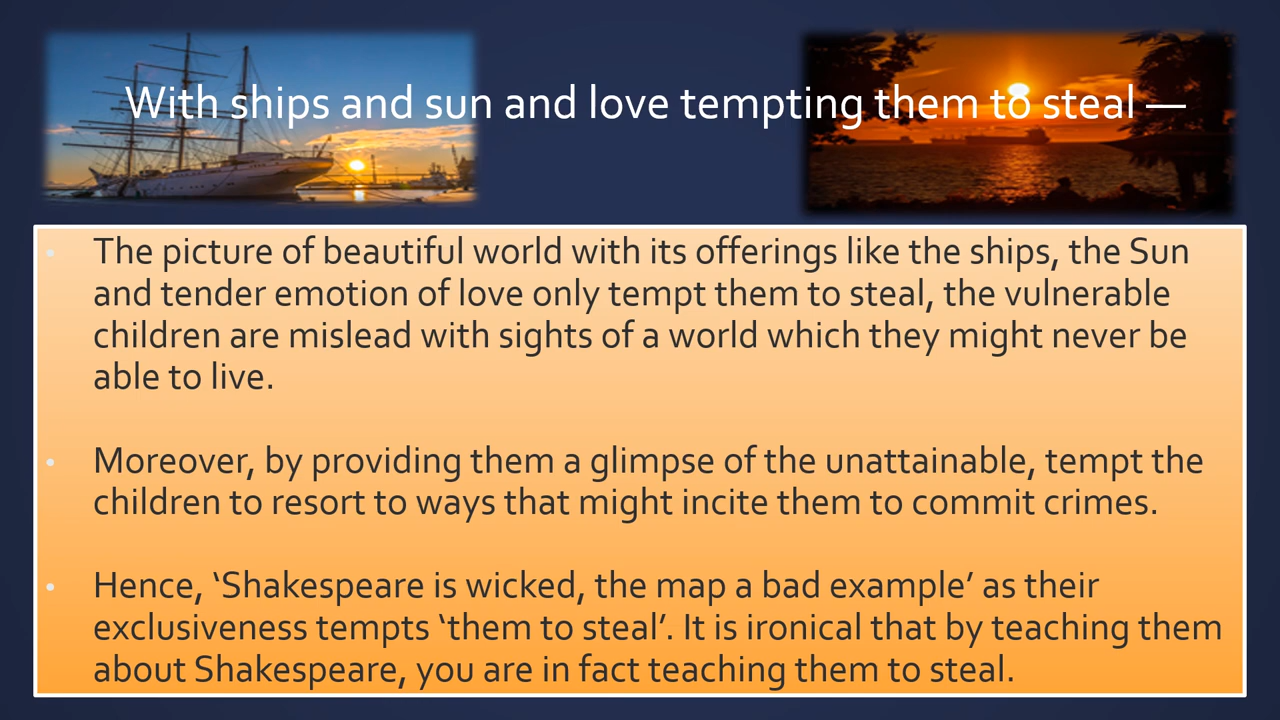 With ships and sun and love tempting them to steal —
• The picture of beautiful world with its offerings like the ships, the Sun
and tender emotion of love only tempt them to steal, the vulnerable
children are mislead with sights of a world which they might never be
able to live.
• Moreover, by providing them a glimpse of the unattainable, tempt the
children to resort to ways that might incite them to commit crimes.
• Hence, ‘Shakespeare is wicked, the map a bad example’ as their
exclusiveness tempts ‘them to steal’. It is ironical that by teaching them
about Shakespeare, you are in fact teaching them to steal.